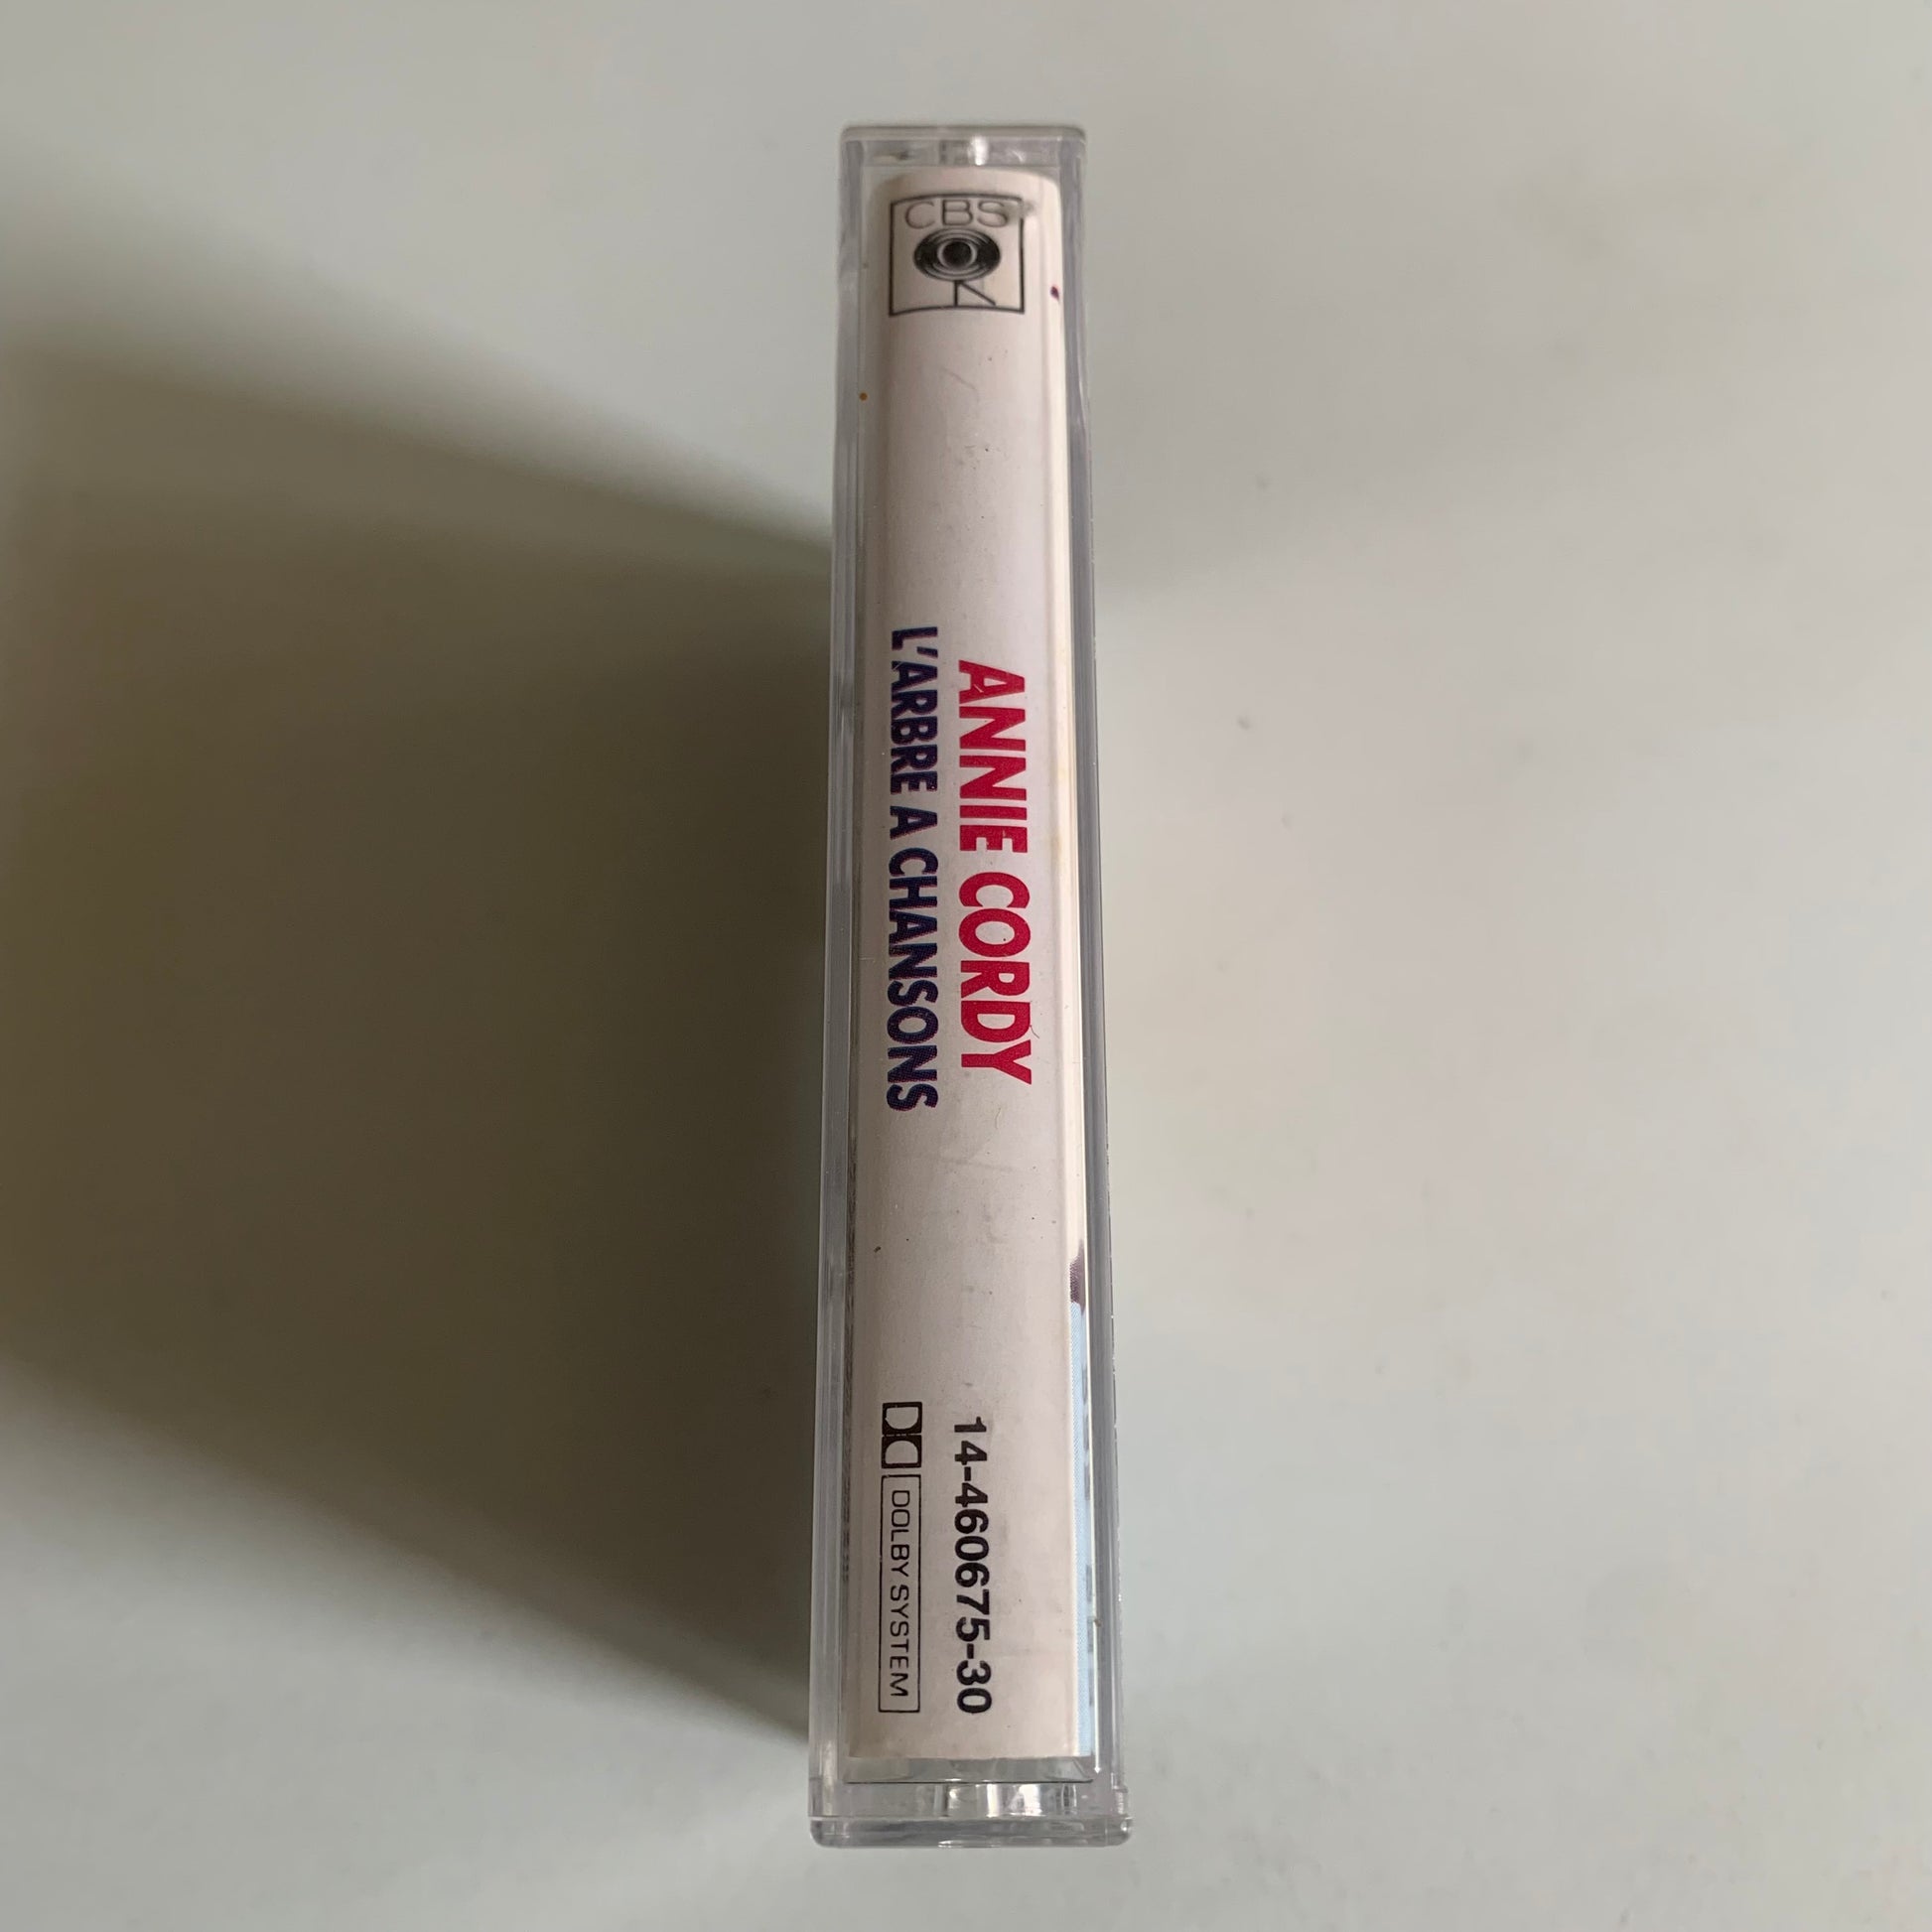 CBS
ANNIE CORDY
L'ARBRE A CHANSONS
14-460675-30
DOLBY SYSTEM